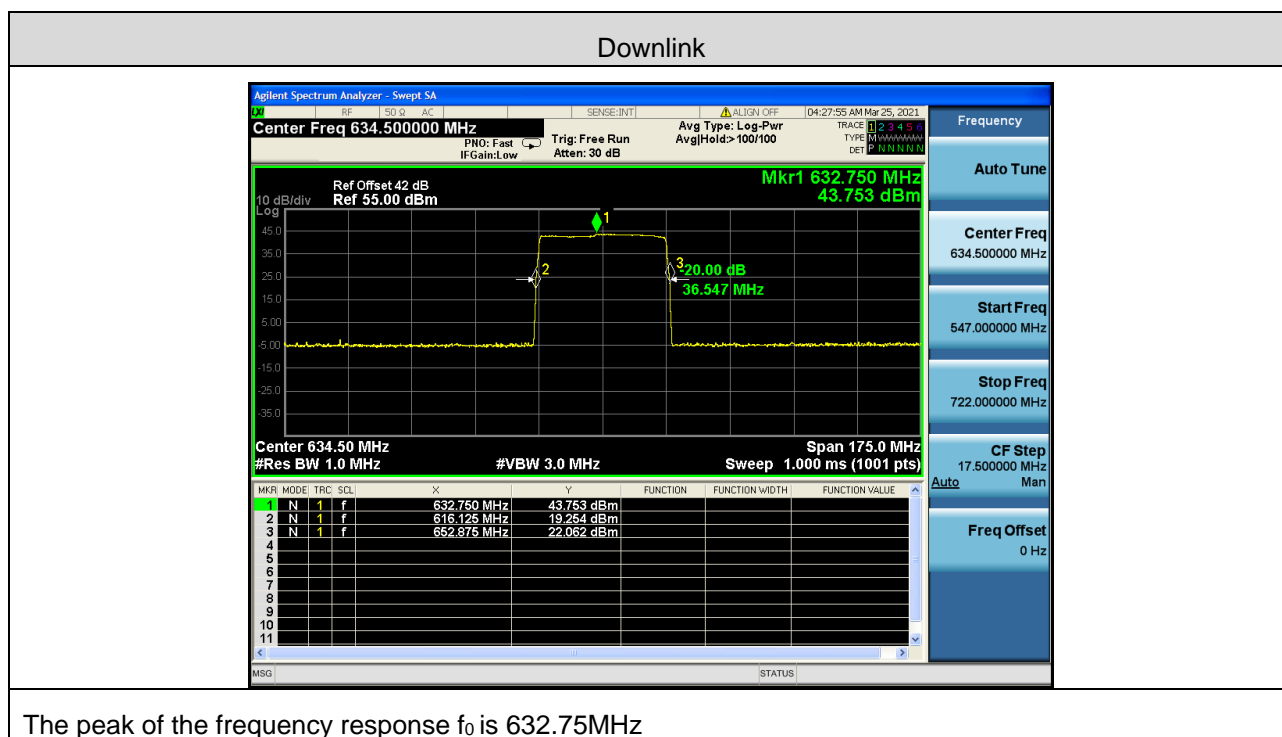 Downlink
Agilent Spectrum Analyzer - Swept SA
LXI RF 50 Ω AC SENSE:INT ALIGN OFF 04:27:55 AM Mar 25, 2021
Center Freq 634.500000 MHz
PNO: Fast
IFGain:Low
Trig: Free Run
Atten: 30 dB
Avg Type: Log-Pwr
Avg|Hold:>100/100
TRACE 1 2 3 4 5 6
TYPE M
DET P N N N N N
Mkr1 632.750 MHz
43.753 dBm
Ref Offset 42 dB
10 dB/div Ref 55.00 dBm
Log
45.0
35.0
25.0
15.0
5.00
-5.00
-15.0
-25.0
-35.0
1
2
3
-20.00 dB
36.547 MHz
Center 634.50 MHz Span 175.0 MHz
#Res BW 1.0 MHz #VBW 3.0 MHz Sweep 1.000 ms (1001 pts)
MKR MODE TRC SCL X Y FUNCTION FUNCTION WIDTH FUNCTION VALUE
1 N 1 f 632.750 MHz 43.753 dBm
2 N 1 f 616.125 MHz 19.254 dBm
3 N 1 f 652.875 MHz 22.062 dBm
4
5
6
7
8
9
10
11
MSG STATUS
Frequency
Auto Tune
Center Freq
634.500000 MHz
Start Freq
547.000000 MHz
Stop Freq
722.000000 MHz
CF Step
17.500000 MHz
Auto Man
Freq Offset
0 Hz
The peak of the frequency response f0 is 632.75MHz